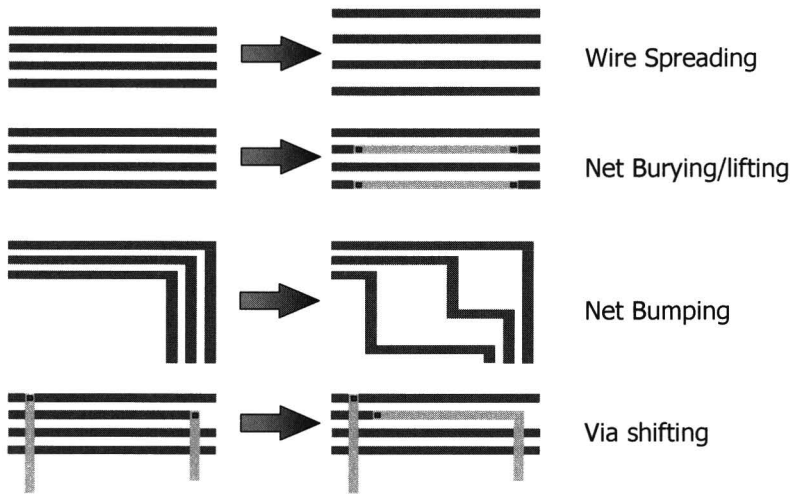 Wire Spreading
Net Burying/lifting
Net Bumping
Via shifting